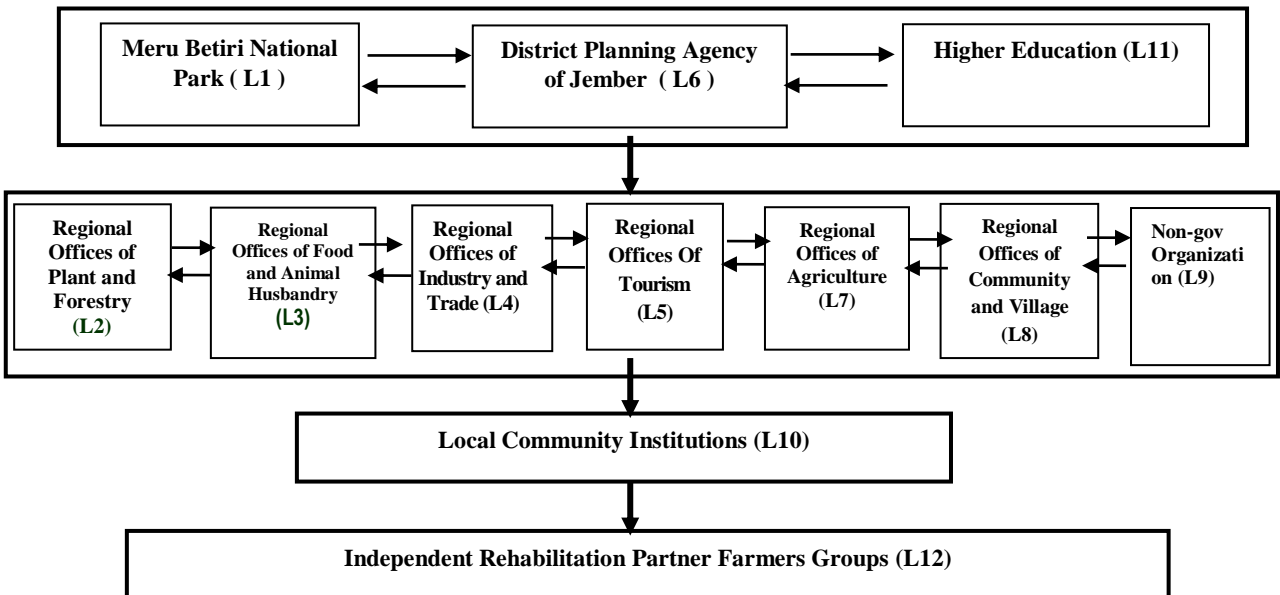 Meru Betiri National
Park ( L1 )
District Planning Agency
of Jember ( L6 )
Higher Education (L11)
Regional
Offices of
Plant and
Forestry
(L2)
Regional
Offices of Food
and Animal
Husbandry
(L3)
Regional
Offices of
Industry and
Trade (L4)
Regional
Offices Of
Tourism
(L5)
Regional
Offices of
Agriculture
(L7)
Regional
Offices of
Community
and Village
(L8)
Non-gov
Organizati
on (L9)
Local Community Institutions (L10)
Independent Rehabilitation Partner Farmers Groups (L12)